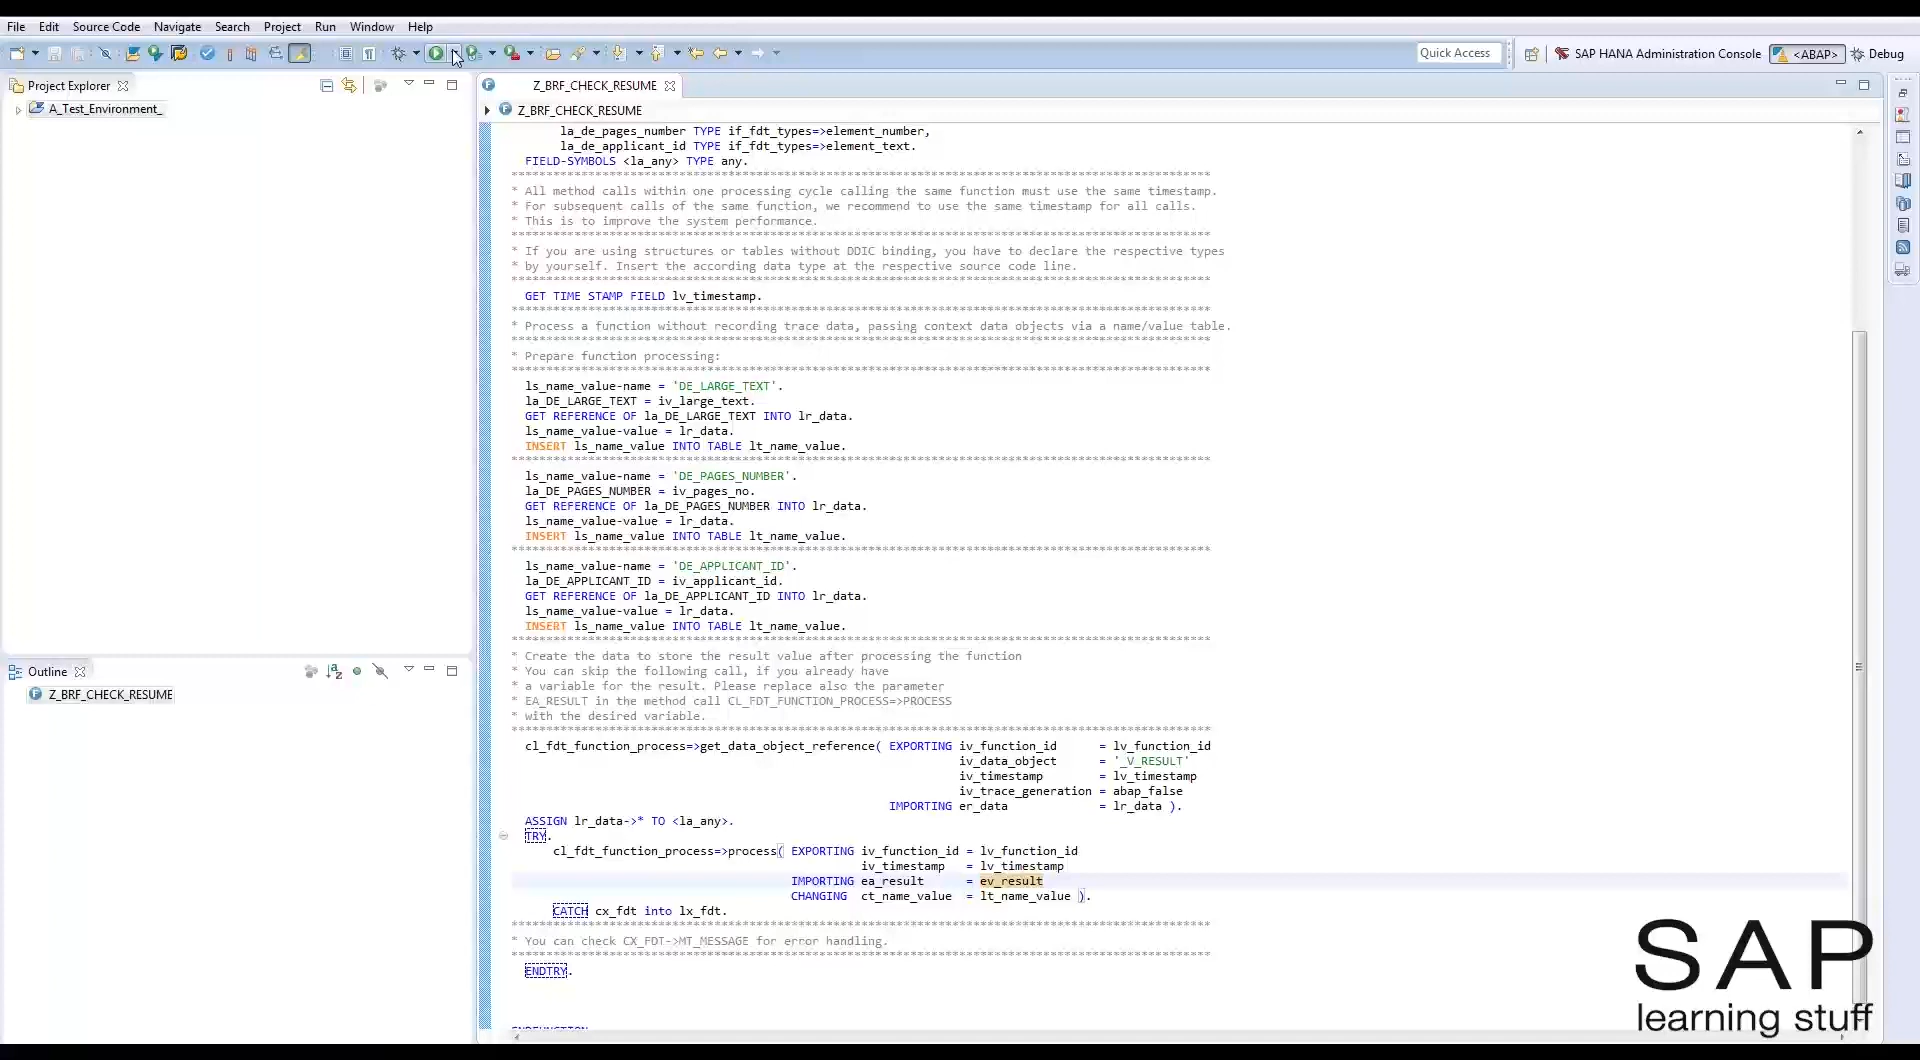 File Edit Source Code Navigate Search Project Run Window Help
Quick Access SAP HANA Administration Console <ABAP> Debug
Project Explorer
A_Test_Environment_
Z_BRF_CHECK_RESUME
Z_BRF_CHECK_RESUME
la_de_pages_number TYPE if_fdt_types=>element_number,
la_de_applicant_id TYPE if_fdt_types=>element_text.
FIELD-SYMBOLS <la_any> TYPE any.
* All method calls within one processing cycle calling the same function must use the same timestamp.
* For subsequent calls of the same function, we recommend to use the same timestamp for all calls.
* This is to improve the system performance.
* If you are using structures or tables without DDIC binding, you have to declare the respective types
* by yourself. Insert the according data type at the respective source code line.
GET TIME STAMP FIELD lv_timestamp.
* Process a function without recording trace data, passing context data objects via a name/value table.
* Prepare function processing:
ls_name_value-name = 'DE_LARGE_TEXT'.
la_DE_LARGE_TEXT = iv_large_text.
GET REFERENCE OF la_DE_LARGE_TEXT INTO lr_data.
ls_name_value-value = lr_data.
INSERT ls_name_value INTO TABLE lt_name_value.
ls_name_value-name = 'DE_PAGES_NUMBER'.
la_DE_PAGES_NUMBER = iv_pages_no.
GET REFERENCE OF la_DE_PAGES_NUMBER INTO lr_data.
ls_name_value-value = lr_data.
INSERT ls_name_value INTO TABLE lt_name_value.
ls_name_value-name = 'DE_APPLICANT_ID'.
la_DE_APPLICANT_ID = iv_applicant_id.
GET REFERENCE OF la_DE_APPLICANT_ID INTO lr_data.
ls_name_value-value = lr_data.
INSERT ls_name_value INTO TABLE lt_name_value.
* Create the data to store the result value after processing the function
* You can skip the following call, if you already have
* a variable for the result. Please replace also the parameter
* EA_RESULT in the method call CL_FDT_FUNCTION_PROCESS=>PROCESS
* with the desired variable.
cl_fdt_function_process=>get_data_object_reference( EXPORTING iv_function_id = lv_function_id
iv_data_object = '_V_RESULT'
iv_timestamp = lv_timestamp
iv_trace_generation = abap_false
IMPORTING er_data = lr_data ).
ASSIGN lr_data->* TO <la_any>.
TRY.
cl_fdt_function_process=>process( EXPORTING iv_function_id = lv_function_id
iv_timestamp = lv_timestamp
IMPORTING ea_result = ev_result
CHANGING ct_name_value = lt_name_value ).
CATCH cx_fdt into lx_fdt.
* You can check CX_FDT->MT_MESSAGE for error handling.
ENDTRY.
Outline
Z_BRF_CHECK_RESUME
SAP
learning stuff